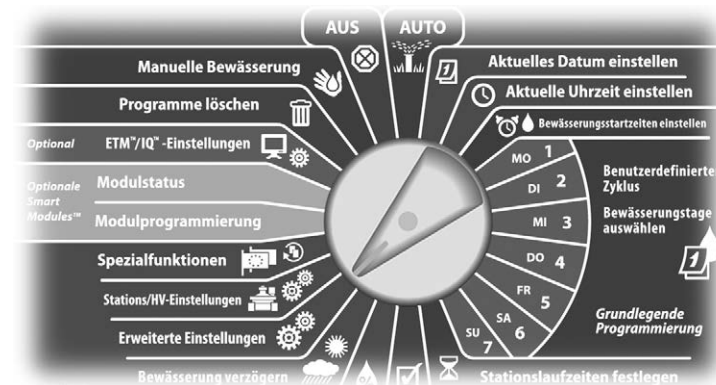 AUS
AUTO
Manuelle Bewässerung
Programme löschen
Optional
ETM™/IQ™ -Einstellungen
Optionale
Smart
Modules™
Modulstatus
Modulprogrammierung
Spezialfunktionen
Stations/HV-Einstellungen
Erweiterte Einstellungen
Bewässerung verzögern
Aktuelles Datum einstellen
1
Aktuelle Uhrzeit einstellen
Bewässerungsstartzeiten einstellen
MO 1
DI 2
MI 3
DO 4
FR 5
SA 6
SU 7
Benutzerdefinierter
Zyklus
Bewässerungstage
auswählen
1
Grundlegende
Programmierung
Stationslaufzeiten festlegen
%